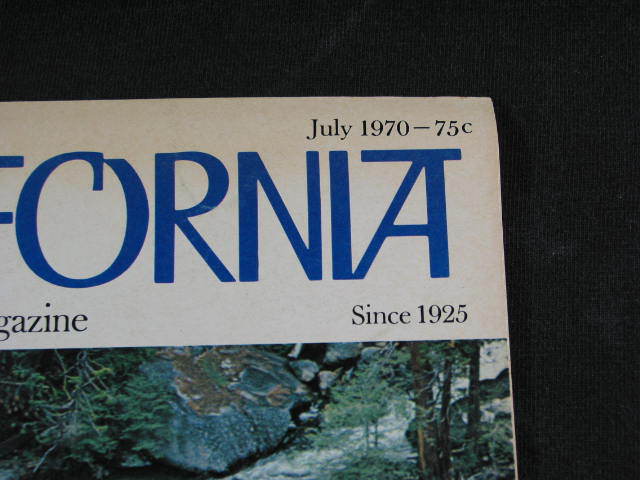 July 1970 – 75c
FORNIA
gazine
Since 1925